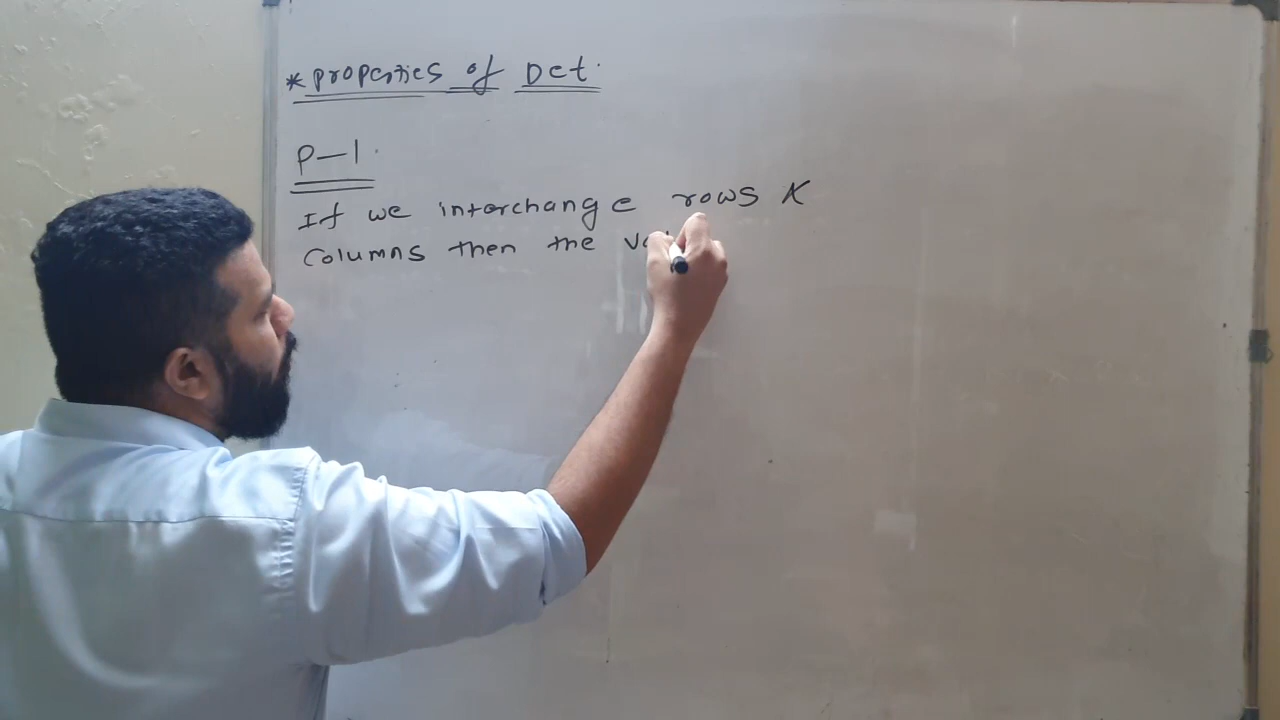 * Properties of Det.
P-1.
If we interchange rows &
columns then the